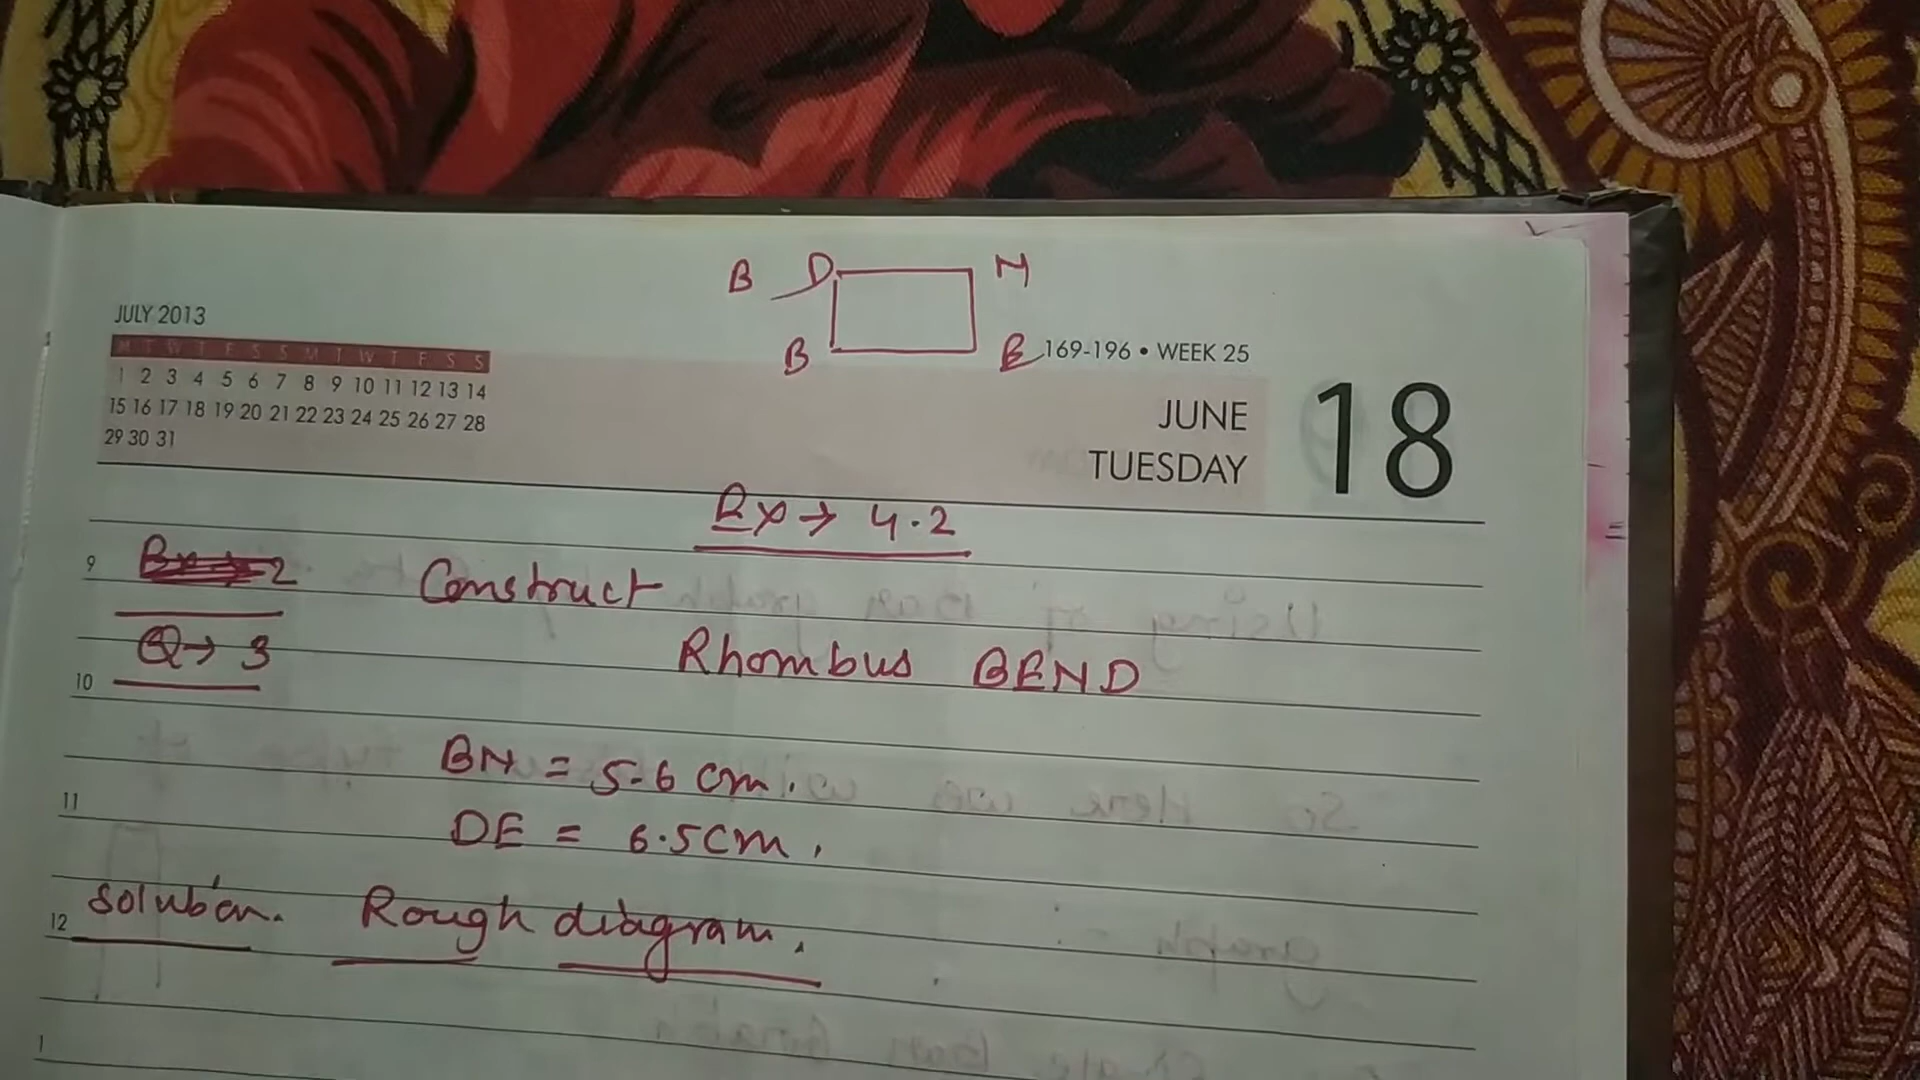 B D N
B E
JULY 2013
M T W T F S S M T W T F S S
1 2 3 4 5 6 7 8 9 10 11 12 13 14
15 16 17 18 19 20 21 22 23 24 25 26 27 28
29 30 31
169-196 • WEEK 25
JUNE 18
TUESDAY
Ex → 4.2
9 Construct
Q → 3 Rhombus BEND
10
BN = 5.6 cm.
11
DE = 6.5 cm.
12 Solution. Rough diagram.
1